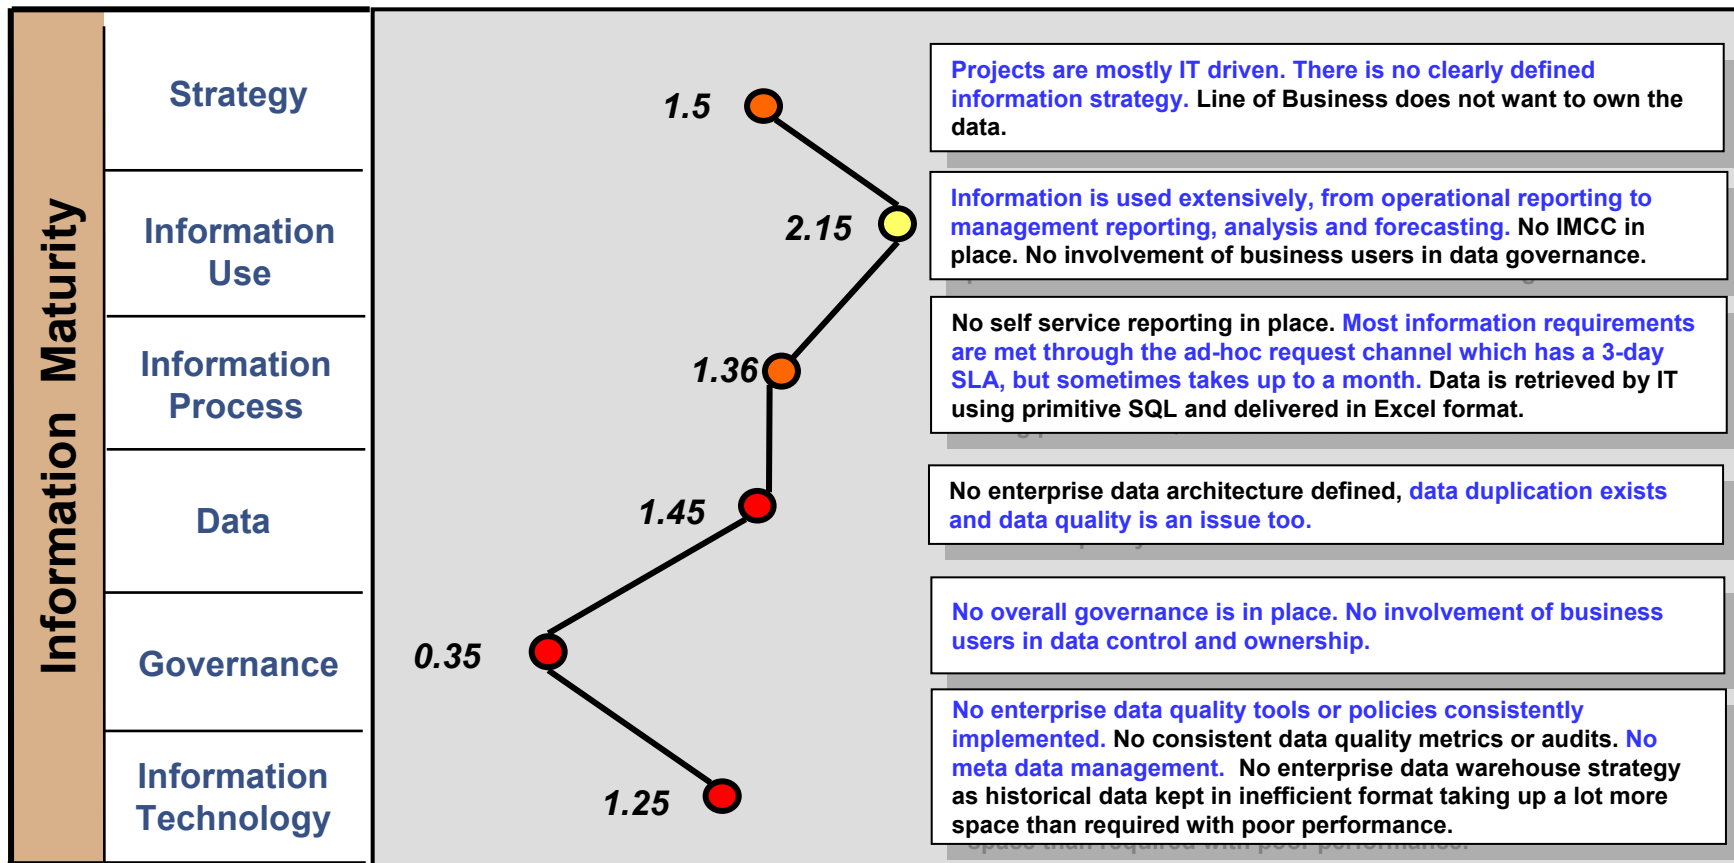 Information Maturity
Strategy
1.5
Projects are mostly IT driven. There is no clearly defined
information strategy. Line of Business does not want to own the
data.
Information
Use
2.15
Information is used extensively, from operational reporting to
management reporting, analysis and forecasting. No IMCC in
place. No involvement of business users in data governance.
Information
Process
1.36
No self service reporting in place. Most information requirements
are met through the ad-hoc request channel which has a 3-day
SLA, but sometimes takes up to a month. Data is retrieved by IT
using primitive SQL and delivered in Excel format.
Data
1.45
No enterprise data architecture defined, data duplication exists
and data quality is an issue too.
Governance
0.35
No overall governance is in place. No involvement of business
users in data control and ownership.
Information
Technology
1.25
No enterprise data quality tools or policies consistently
implemented. No consistent data quality metrics or audits. No
meta data management. No enterprise data warehouse strategy
as historical data kept in inefficient format taking up a lot more
space than required with poor performance.